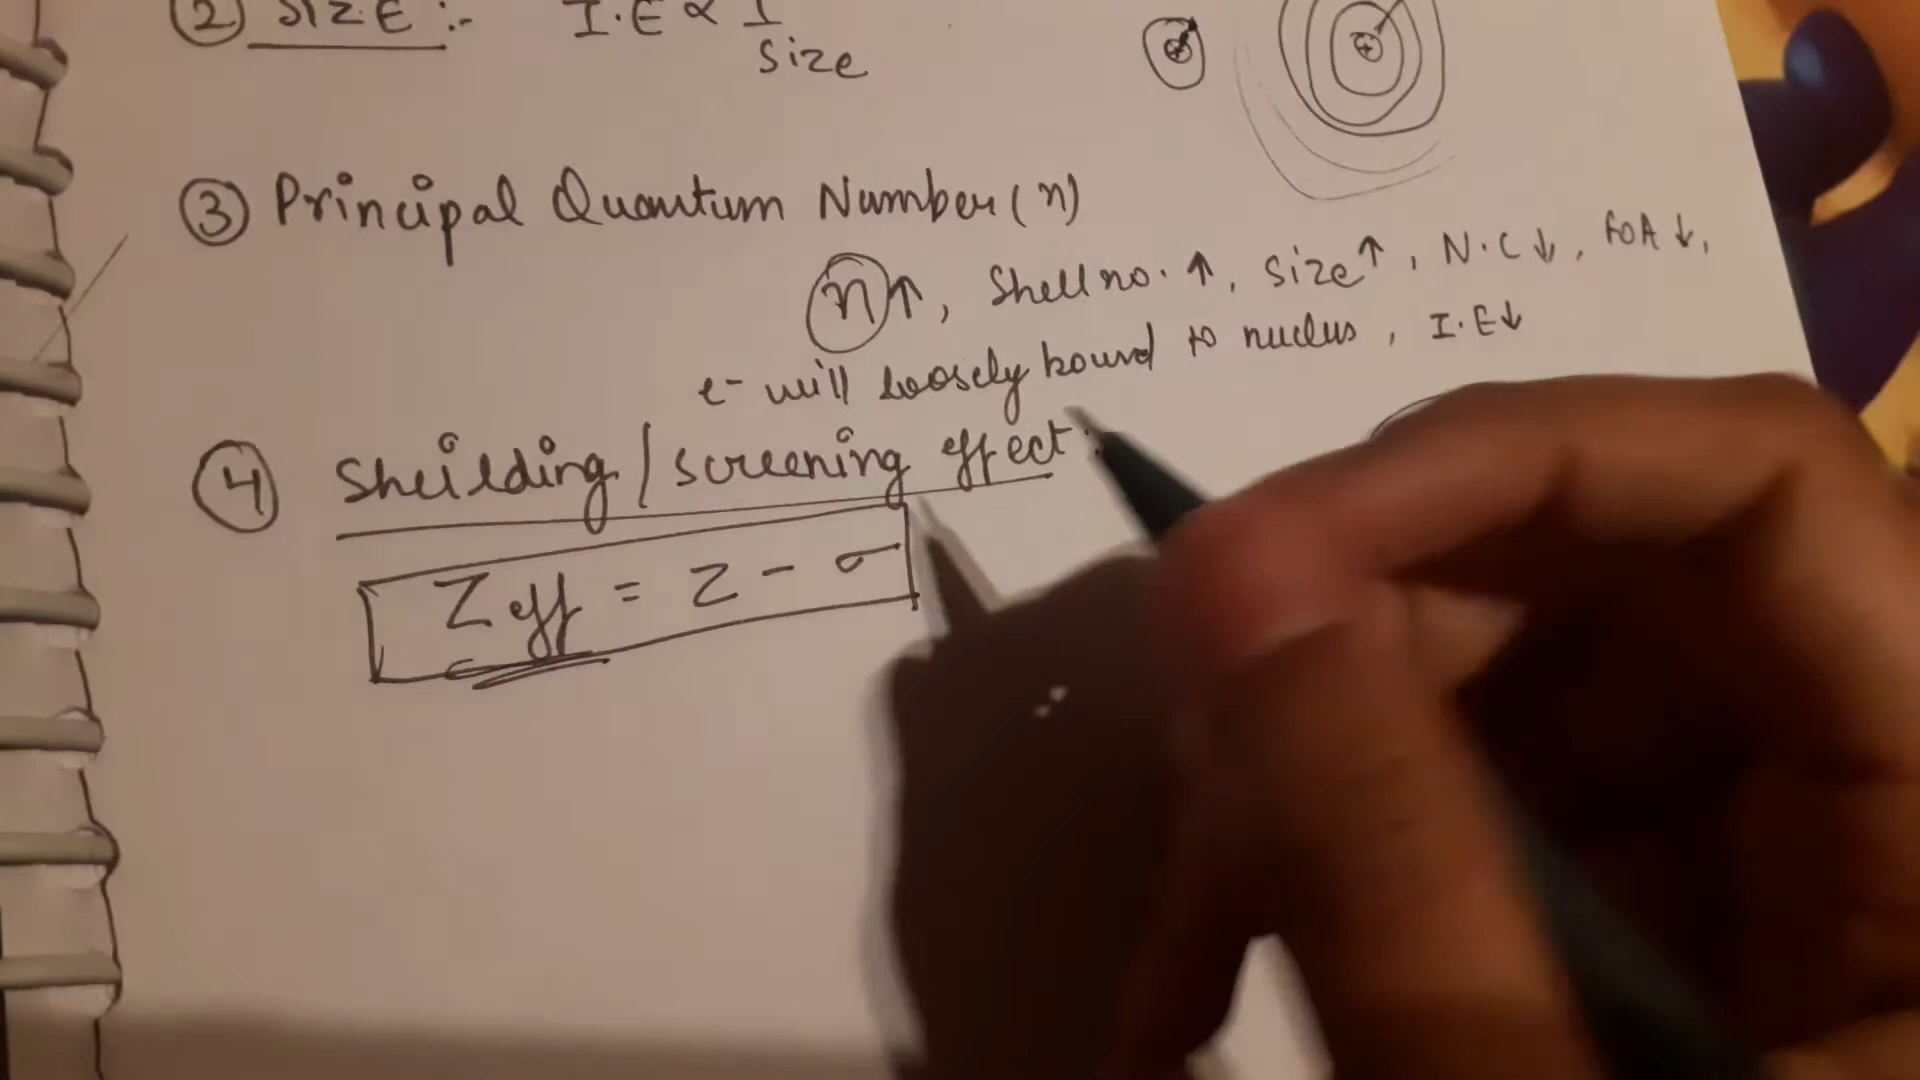 ② SIZE :- I.E ∝ 1
Size
③ Principal Quantum Number (n)
n↑, Shell no. ↑, Size↑, N.C↓, FOA↓,
e- will loosely bound to nucleus, I.E↓
④ Sheilding/screening effect:
Zeff = Z - σ